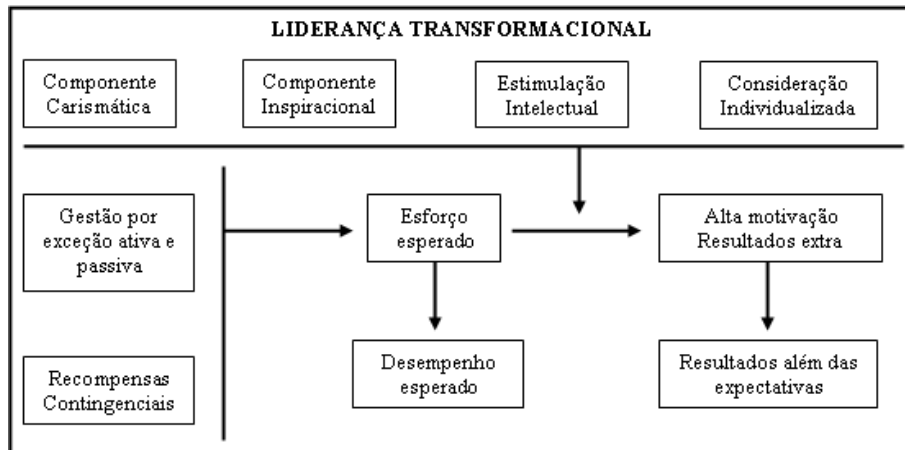 LIDERANÇA TRANSFORMACIONAL
Componente
Carismática
Componente
Inspiracional
Estimulação
Intelectual
Consideração
Individualizada
Gestão por
exceção ativa e
passiva
Esforço
esperado
Alta motivação
Resultados extra
Recompensas
Contingenciais
Desempenho
esperado
Resultados além das
expectativas